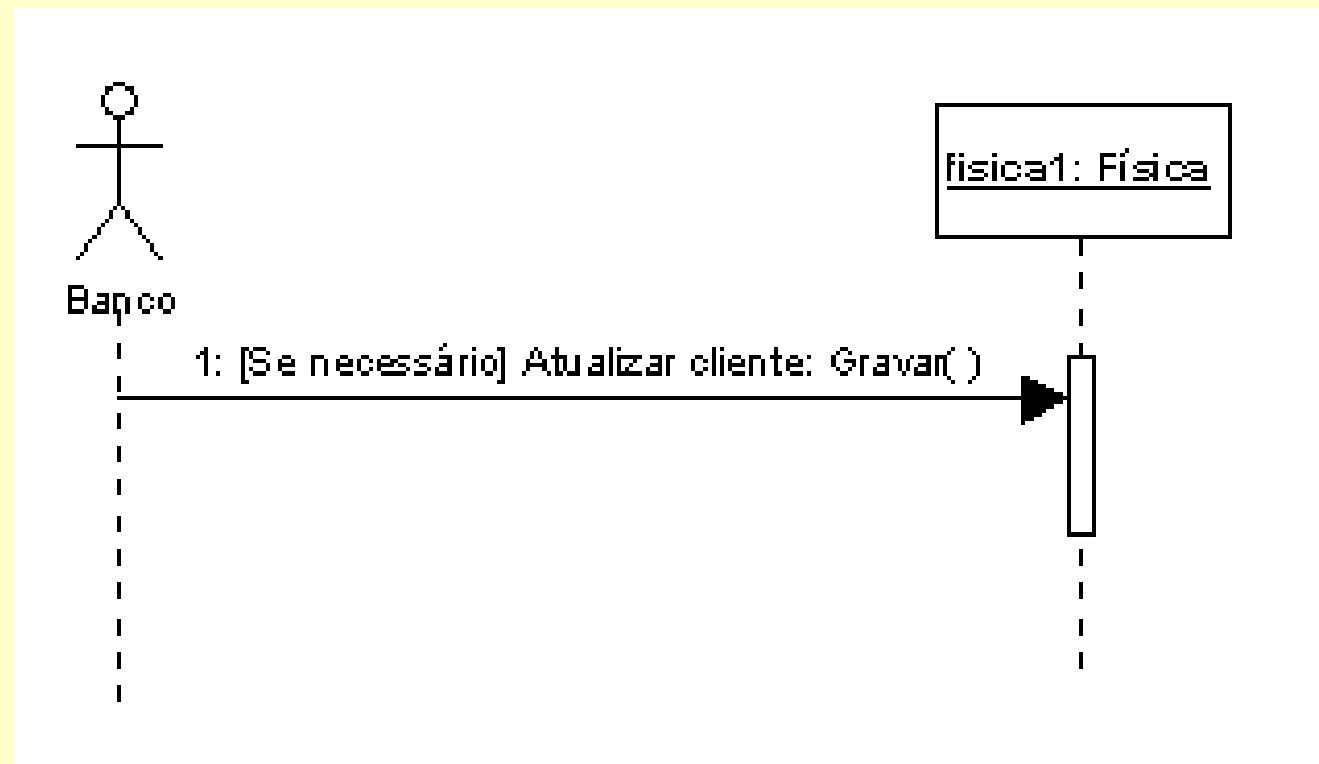 fisica1: Física
Banco
1: [Se necessário] Atualizar cliente: Gravar( )